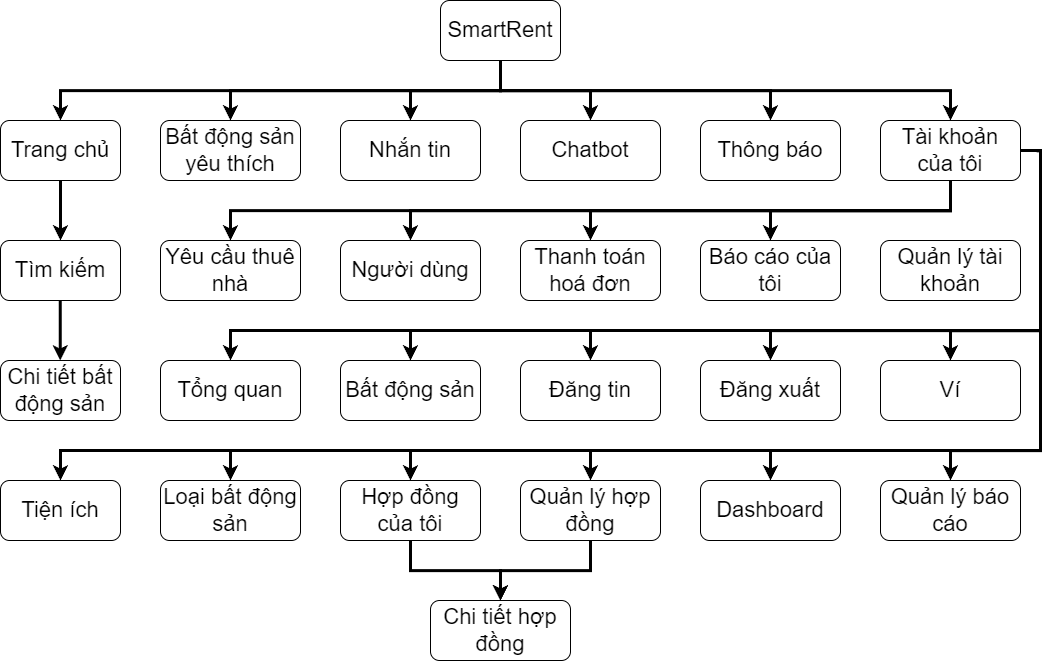 SmartRent
Trang chủ
Bất động sản
yêu thích
Nhắn tin
Chatbot
Thông báo
Tài khoản
của tôi
Tìm kiếm
Yêu cầu thuê
nhà
Người dùng
Thanh toán
hoá đơn
Báo cáo của
tôi
Quản lý tài
khoản
Chi tiết bất
động sản
Tổng quan
Bất động sản
Đăng tin
Đăng xuất
Ví
Tiện ích
Loại bất động
sản
Hợp đồng
của tôi
Quản lý hợp
đồng
Dashboard
Quản lý báo
cáo
Chi tiết hợp
đồng